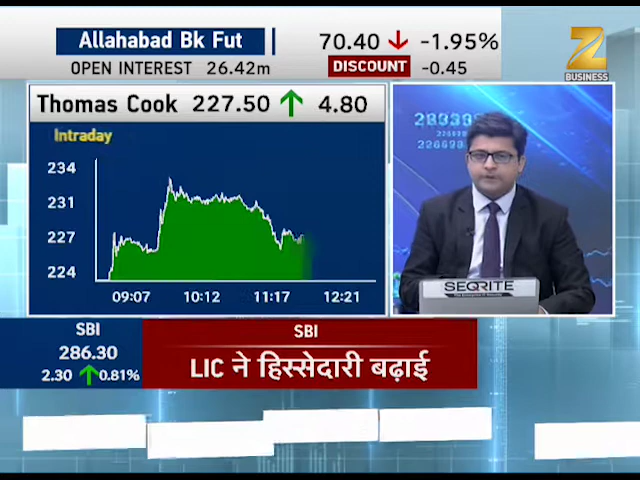 Allahabad Bk Fut
70.40 ↓ -1.95%
OPEN INTEREST 26.42m
DISCOUNT -0.45
Z
BUSINESS
Thomas Cook 227.50 ↑ 4.80
Intraday
234
231
227
224
09:07 10:12 11:17 12:21
SEQRITE
SBI
286.30
2.30 ↑ 0.81%
SBI
LIC ने हिस्सेदारी बढ़ाई